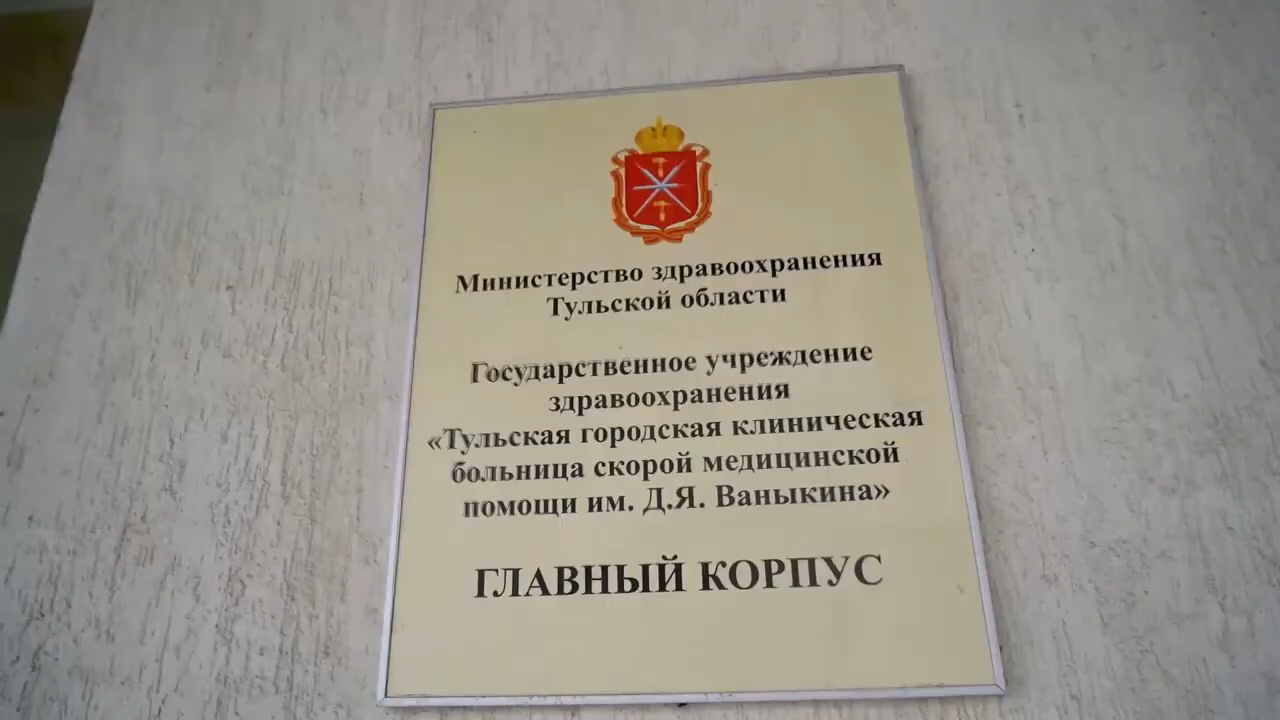 Министерство здравоохранения
Тульской области
Государственное учреждение
здравоохранения
«Тульская городская клиническая
больница скорой медицинской
помощи им. Д.Я. Ваныкина»
ГЛАВНЫЙ КОРПУС